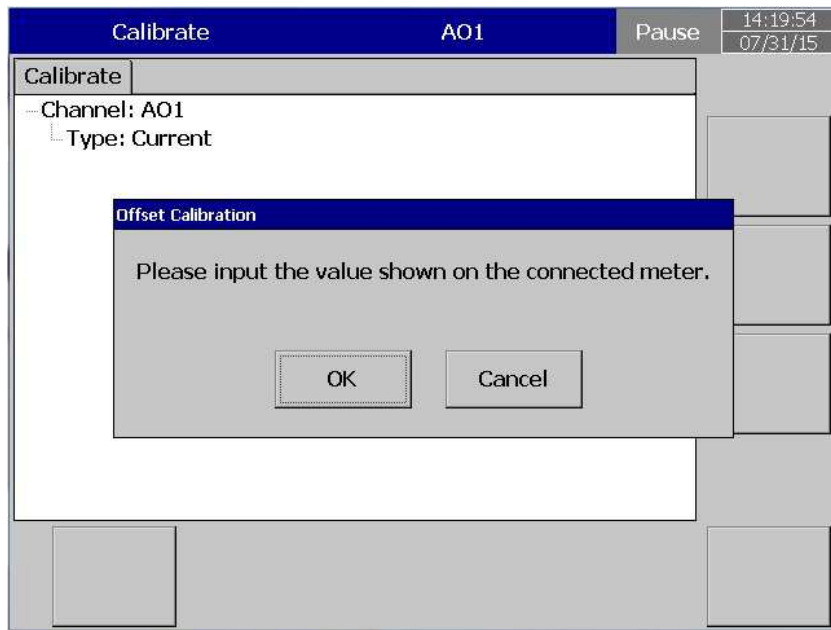 Calibrate AO1 Pause 14:19:54
07/31/15
Calibrate
Channel: AO1
Type: Current
Offset Calibration
Please input the value shown on the connected meter.
OK Cancel